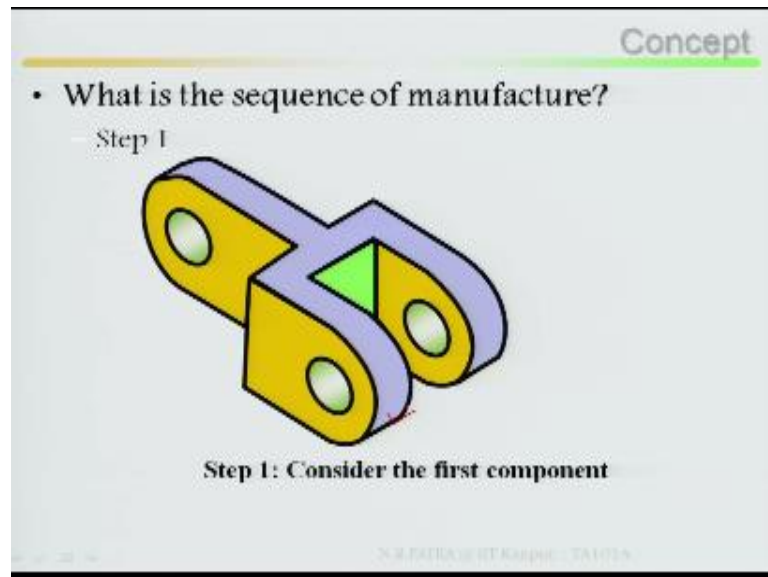 Concept
• What is the sequence of manufacture?
– Step 1
Step 1: Consider the first component